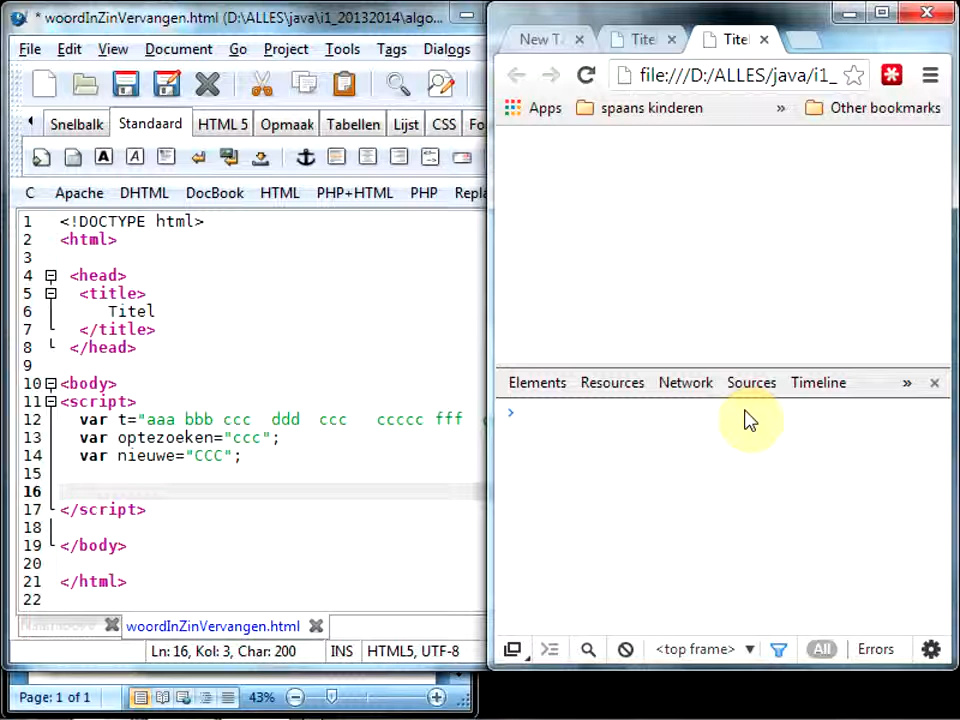 * woordInZinVervangen.html (D:\ALLES\java\i1_20132014\algo...
File Edit View Document Go Project Tools Tags Dialogs
Snelbalk Standaard HTML 5 Opmaak Tabellen Lijst CSS Fo
C Apache DHTML DocBook HTML PHP+HTML PHP Repla
1 <!DOCTYPE html>
2 <html>
3
4 <head>
5 <title>
6 Titel
7 </title>
8 </head>
9
10 <body>
11 <script>
12 var t="aaa bbb ccc  ddd  ccc   ccccc fff
13 var optezoeken="ccc";
14 var nieuwe="CCC";
15
16
17 </script>
18
19 </body>
20
21 </html>
22
woordInZinVervangen.html
Ln: 16, Kol: 3, Char: 200 INS HTML5, UTF-8
Page: 1 of 1 43%
New T. Titel Titel
file:///D:/ALLES/java/i1_
Apps spaans kinderen » Other bookmarks
Elements Resources Network Sources Timeline »
>
<top frame> ▼ All Errors